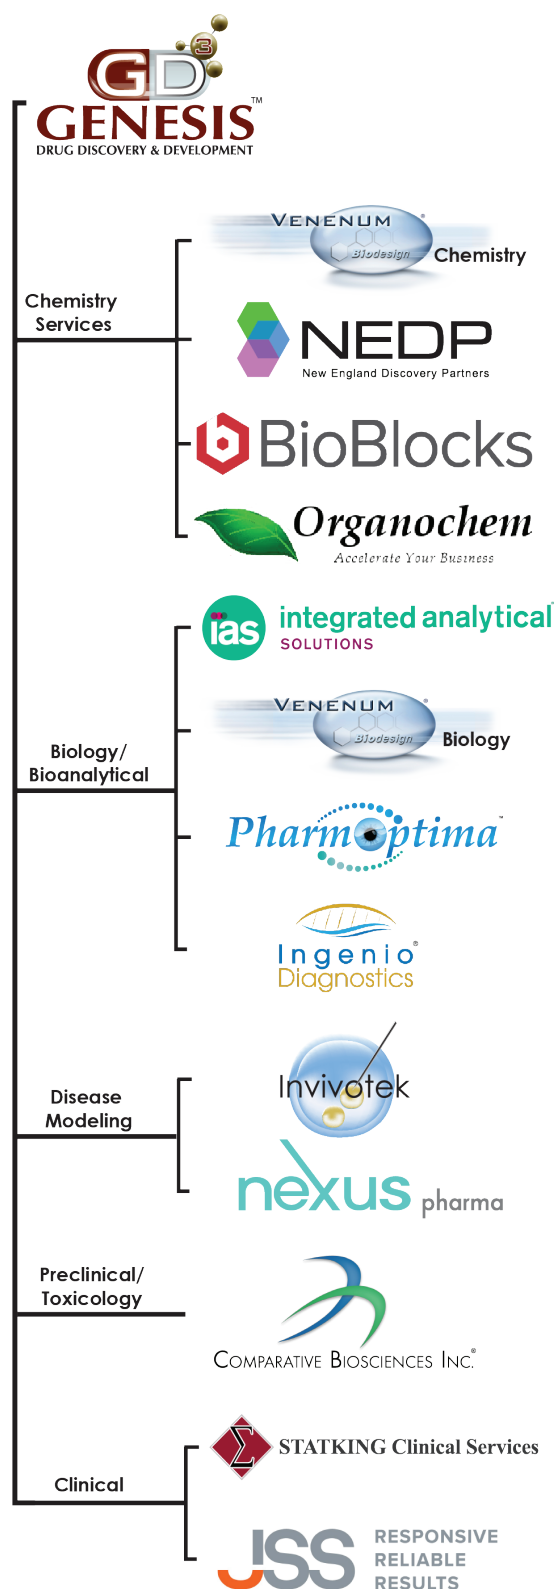 GD3
GENESIS™
DRUG DISCOVERY & DEVELOPMENT
Chemistry
Services
VENENUM®
Biodesign
Chemistry
NEDP
New England Discovery Partners
b BioBlocks
Organochem
Accelerate Your Business
Biology/
Bioanalytical
ias integrated analytical®
SOLUTIONS
VENENUM®
Biodesign
Biology
PharmOptima™
Ingenio®
Diagnostics
Disease
Modeling
Invivotek
nexus pharma
Preclinical/
Toxicology
COMPARATIVE BIOSCIENCES INC.®
Clinical
Σ STATKING Clinical Services
JSS RESPONSIVE
RELIABLE
RESULTS